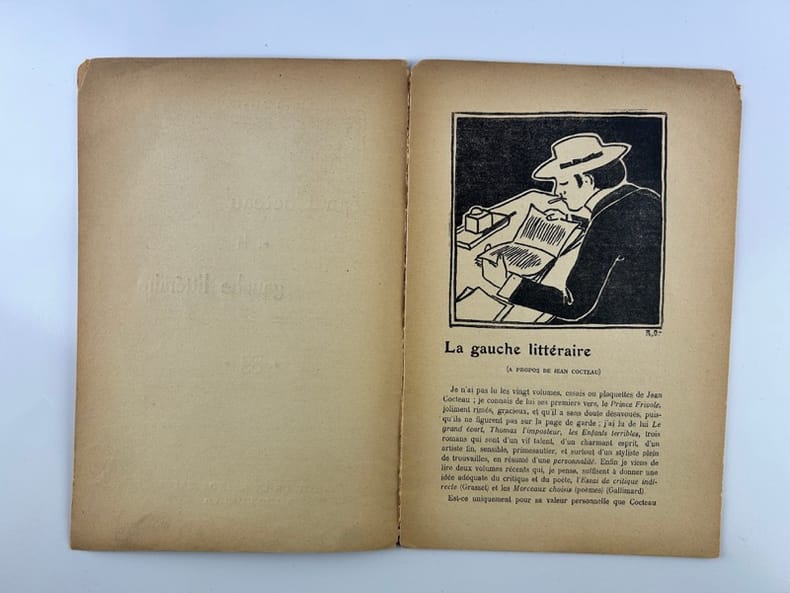 La gauche littéraire
(A PROPOS DE JEAN COCTEAU)
Je n'ai pas lu les vingt volumes, essais ou plaquettes de Jean
Cocteau ; je connais de lui ses premiers vers, le Prince Frivole,
joliment rimés, gracieux, et qu'il a sans doute désavoués, puis-
qu'ils ne figurent pas sur la page de garde ; j'ai lu de lui Le
grand écart, Thomas l'imposteur, les Enfants terribles, trois
romans qui sont d'un vif talent, d'un charmant esprit, d'un
artiste fin, sensible, primesautier, et surtout d'un styliste plein
de trouvailles, en résumé d'une personnalité. Enfin je viens de
lire deux volumes récents qui, je pense, suffisent à donner une
idée adéquate du critique et du poète, l'Essai de critique indi-
recte (Grasset) et les Morceaux choisis (poèmes) (Gallimard).
Est-ce uniquement pour sa valeur personnelle que Cocteau